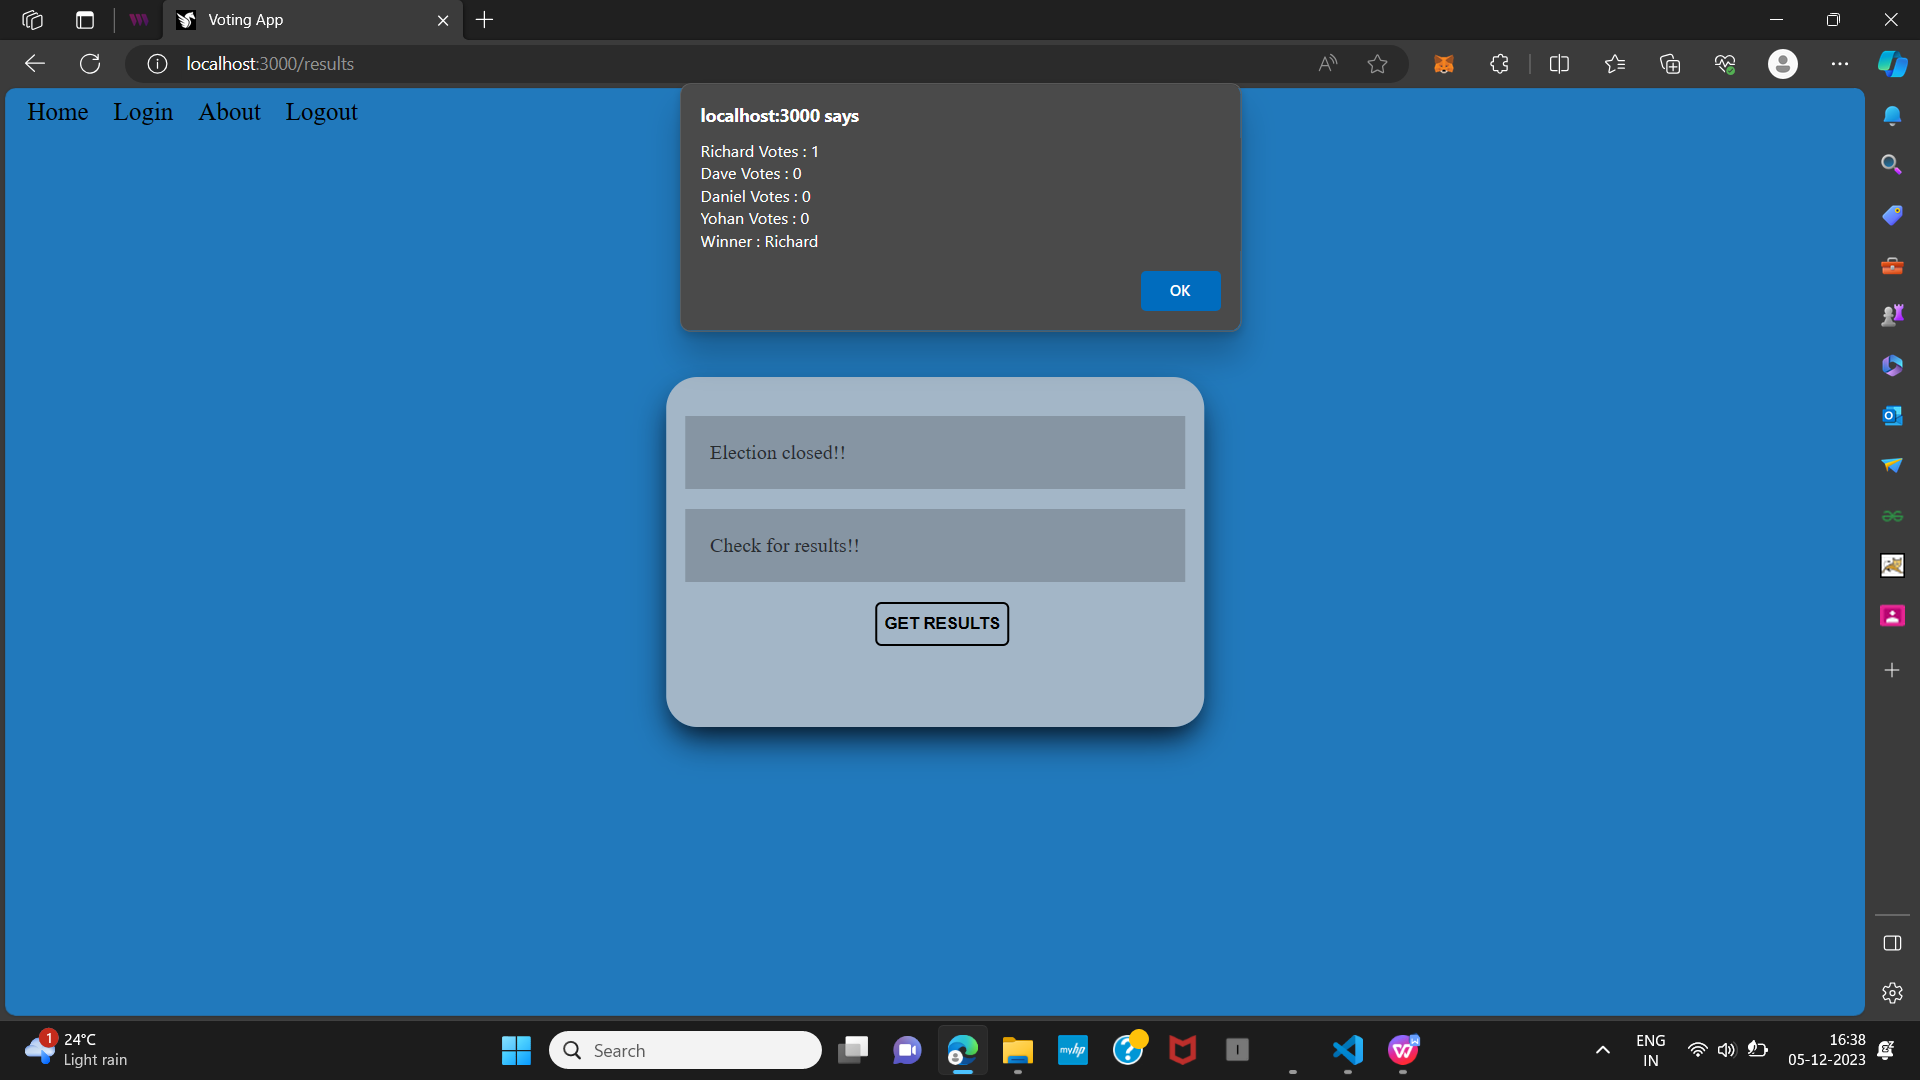 Voting App
localhost:3000/results
Home Login About Logout
localhost:3000 says
Richard Votes : 1
Dave Votes : 0
Daniel Votes : 0
Yohan Votes : 0
Winner : Richard
OK
Election closed!!
Check for results!!
GET RESULTS
1
24°C
Light rain
Search
myhp
ENG
IN
16:38
05-12-2023